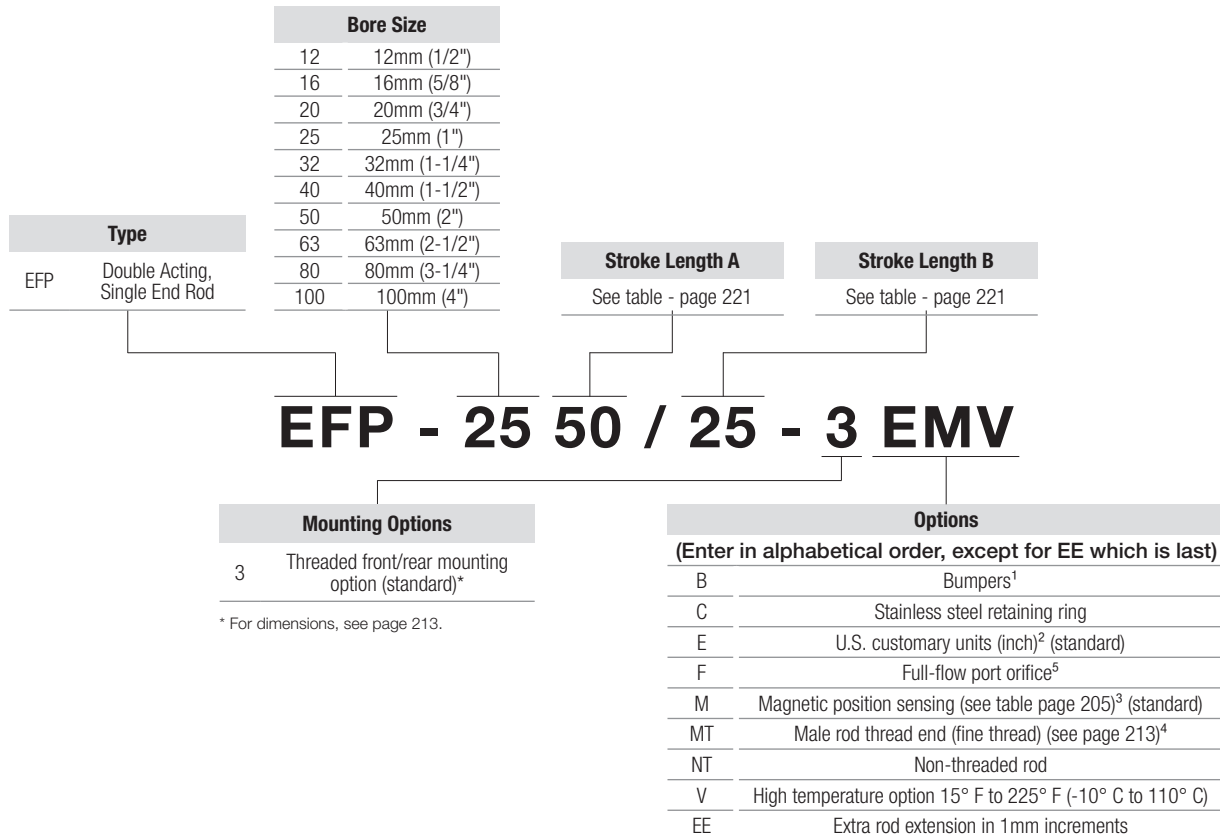 Bore Size
12 12mm (1/2")
16 16mm (5/8")
20 20mm (3/4")
25 25mm (1")
32 32mm (1-1/4")
40 40mm (1-1/2")
50 50mm (2")
63 63mm (2-1/2")
80 80mm (3-1/4")
100 100mm (4")
Type
EFP Double Acting,
Single End Rod
Stroke Length A
See table - page 221
Stroke Length B
See table - page 221
EFP - 25 50 / 25 - 3 EMV
Mounting Options
3 Threaded front/rear mounting
option (standard)*
* For dimensions, see page 213.
Options
(Enter in alphabetical order, except for EE which is last)
B Bumpers¹
C Stainless steel retaining ring
E U.S. customary units (inch)² (standard)
F Full-flow port orifice⁵
M Magnetic position sensing (see table page 205)³ (standard)
MT Male rod thread end (fine thread) (see page 213)⁴
NT Non-threaded rod
V High temperature option 15° F to 225° F (-10° C to 110° C)
EE Extra rod extension in 1mm increments